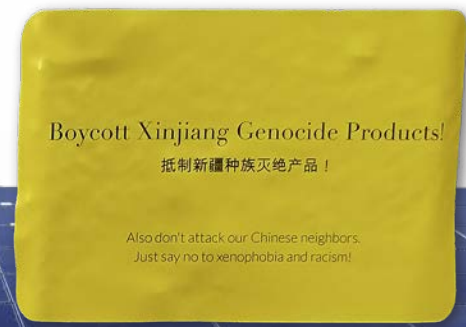 Boycott Xinjiang Genocide Products!
抵制新疆种族灭绝产品！
Also don't attack our Chinese neighbors.
Just say no to xenophobia and racism!